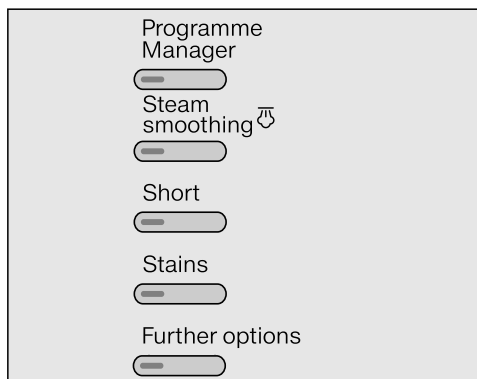 Programme
Manager
Steam
smoothing
Short
Stains
Further options